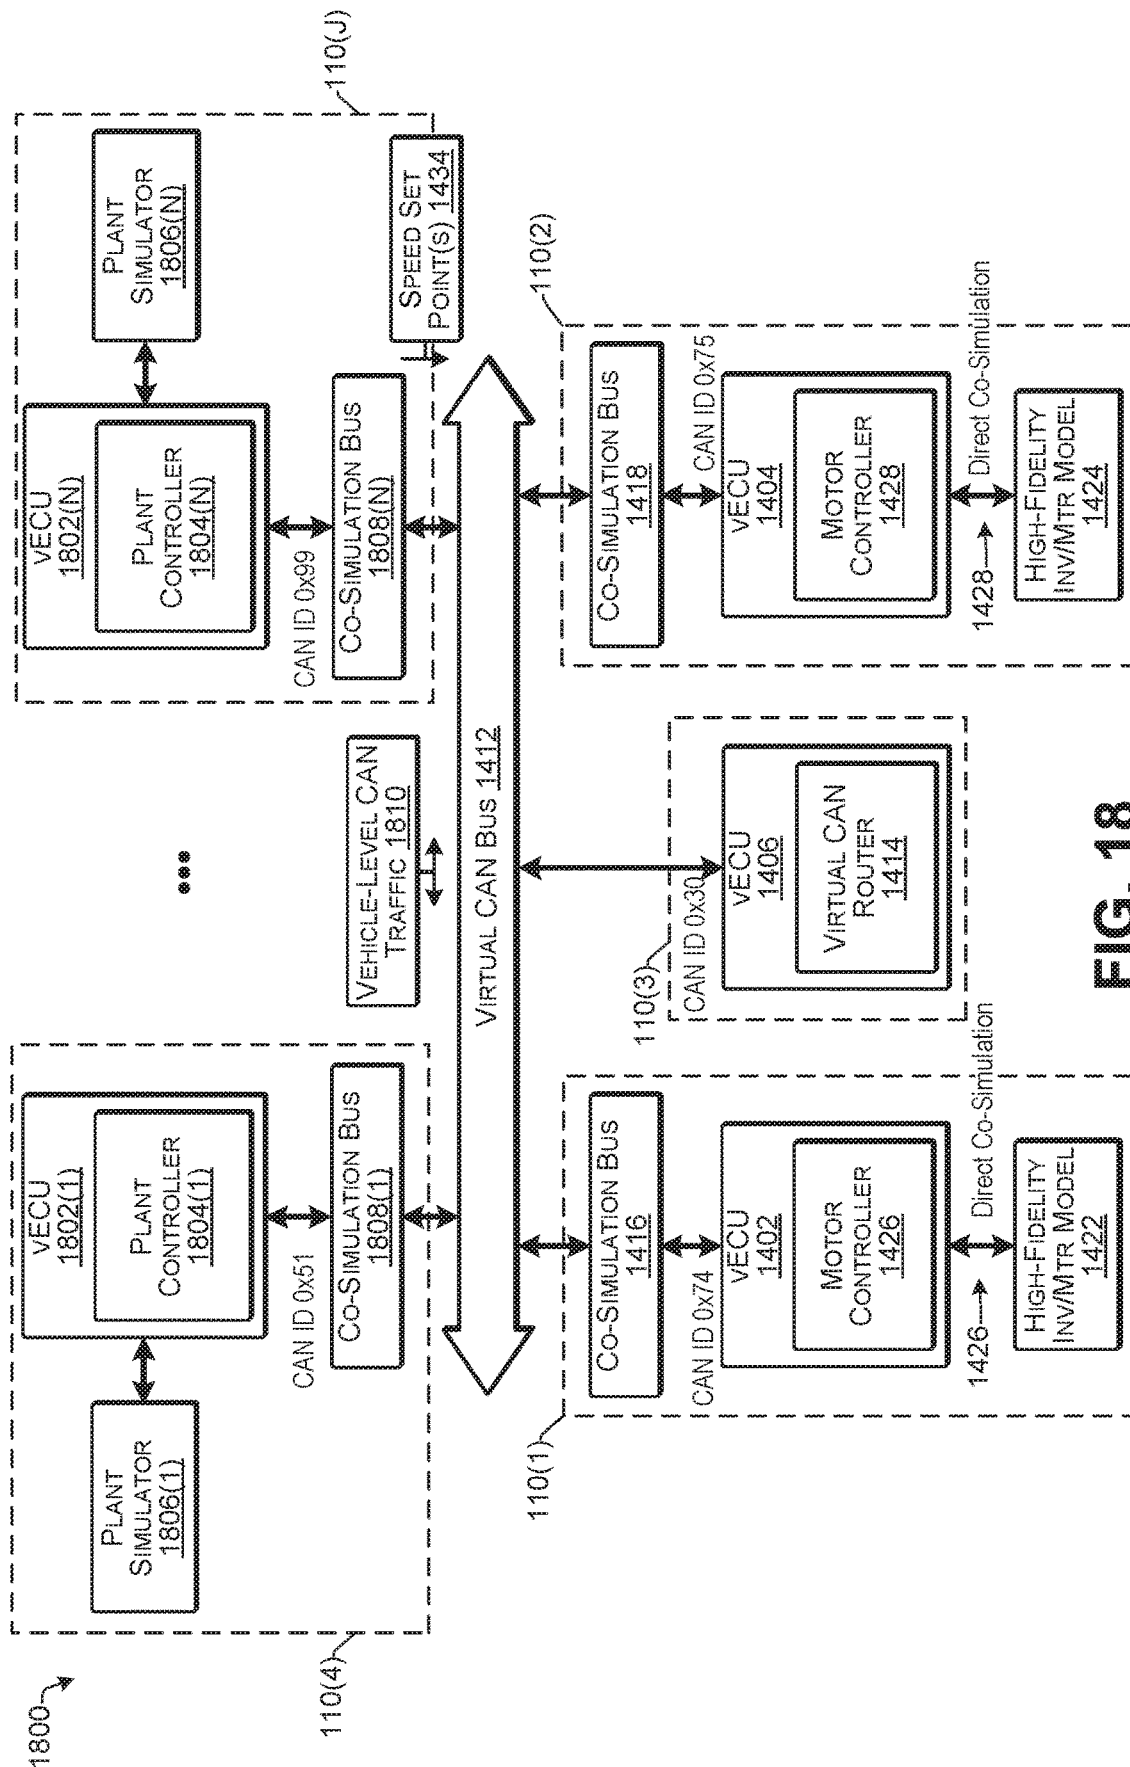 1800
110(4)
PLANT
SIMULATOR
1806(1)
vECU
1802(1)
PLANT
CONTROLLER
1804(1)
CAN ID 0x51
CO-SIMULATION BUS
1808(1)
....
VEHICLE-LEVEL CAN
TRAFFIC 1810
110(J)
vECU
1802(N)
PLANT
CONTROLLER
1804(N)
PLANT
SIMULATOR
1806(N)
CAN ID 0x99
CO-SIMULATION BUS
1808(N)
SPEED SET
POINT(S) 1434
VIRTUAL CAN BUS 1412
110(1)
CO-SIMULATION BUS
1416
CAN ID 0x74
vECU
1402
MOTOR
CONTROLLER
1426
1426
Direct Co-Simulation
HIGH-FIDELITY
INV/MTR MODEL
1422
110(3)
CAN ID 0x30
vECU
1406
VIRTUAL CAN
ROUTER
1414
110(2)
CO-SIMULATION BUS
1418
CAN ID 0x75
vECU
1404
MOTOR
CONTROLLER
1428
1428
Direct Co-Simulation
HIGH-FIDELITY
INV/MTR MODEL
1424
FIG. 18